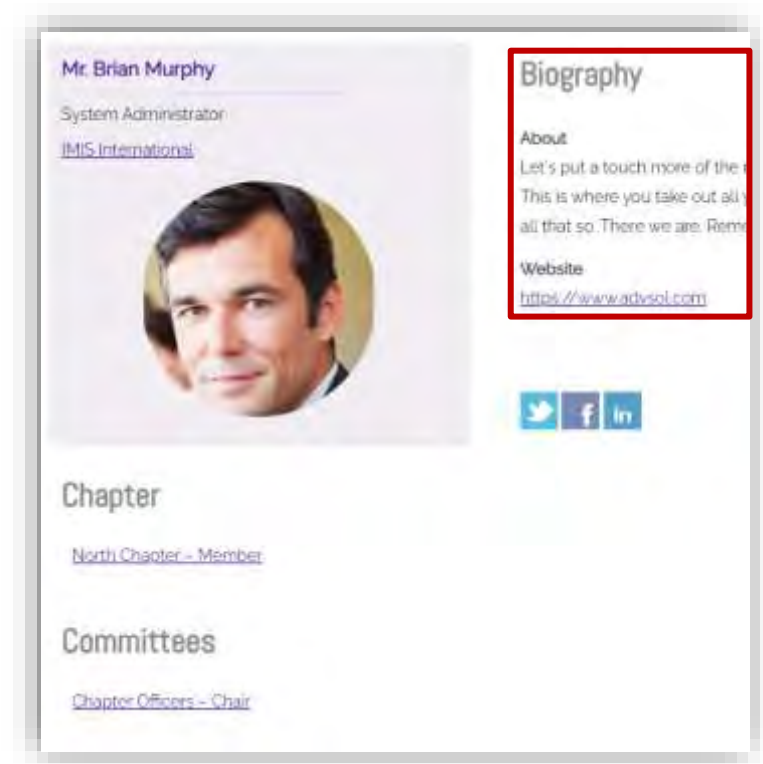 Mr. Brian Murphy
System Administrator
IMIS International
Chapter
North Chapter – Member
Committees
Chapter Officers – Chair
Biography
About
Let's put a touch more of the
This is where you take out all
all that so. There we are.
Website
https://www.advsol.com
f
in